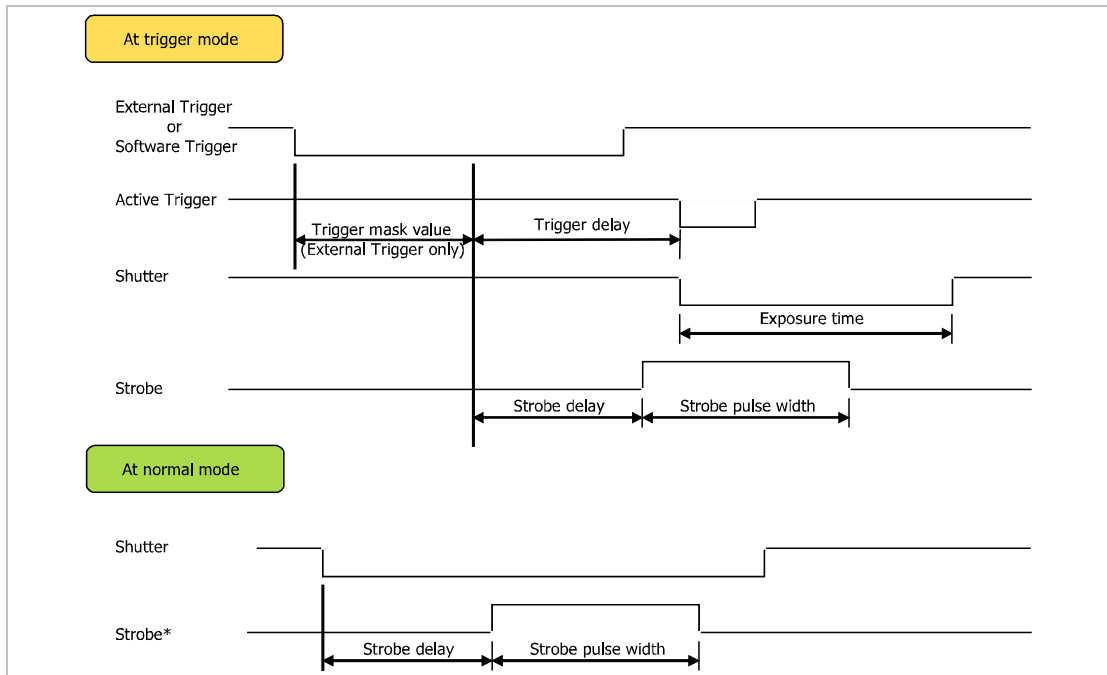 At trigger mode
External Trigger
or
Software Trigger
Active Trigger
Trigger mask value
(External Trigger only)
Trigger delay
Shutter
Exposure time
Strobe
Strobe delay
Strobe pulse width
At normal mode
Shutter
Strobe*
Strobe delay
Strobe pulse width